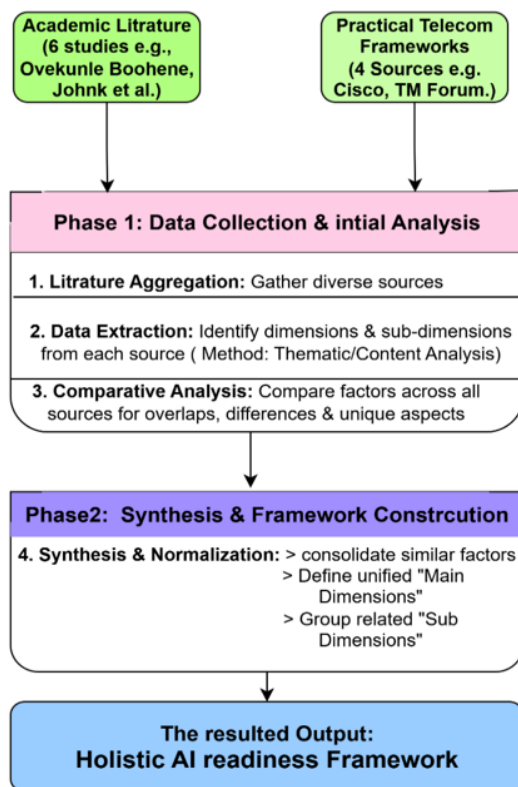 Academic Litrature
(6 studies e.g.,
Ovekunle Boohene,
Johnk et al.)
Practical Telecom
Frameworks
(4 Sources e.g.
Cisco, TM Forum.)
Phase 1: Data Collection & intial Analysis
1. Litrature Aggregation: Gather diverse sources
2. Data Extraction: Identify dimensions & sub-dimensions
from each source ( Method: Thematic/Content Analysis)
3. Comparative Analysis: Compare factors across all
sources for overlaps, differences & unique aspects
Phase2: Synthesis & Framework Constrcution
4. Synthesis & Normalization: > consolidate similar factors
> Define unified "Main
Dimensions"
> Group related "Sub
Dimensions"
The resulted Output:
Holistic AI readiness Framework